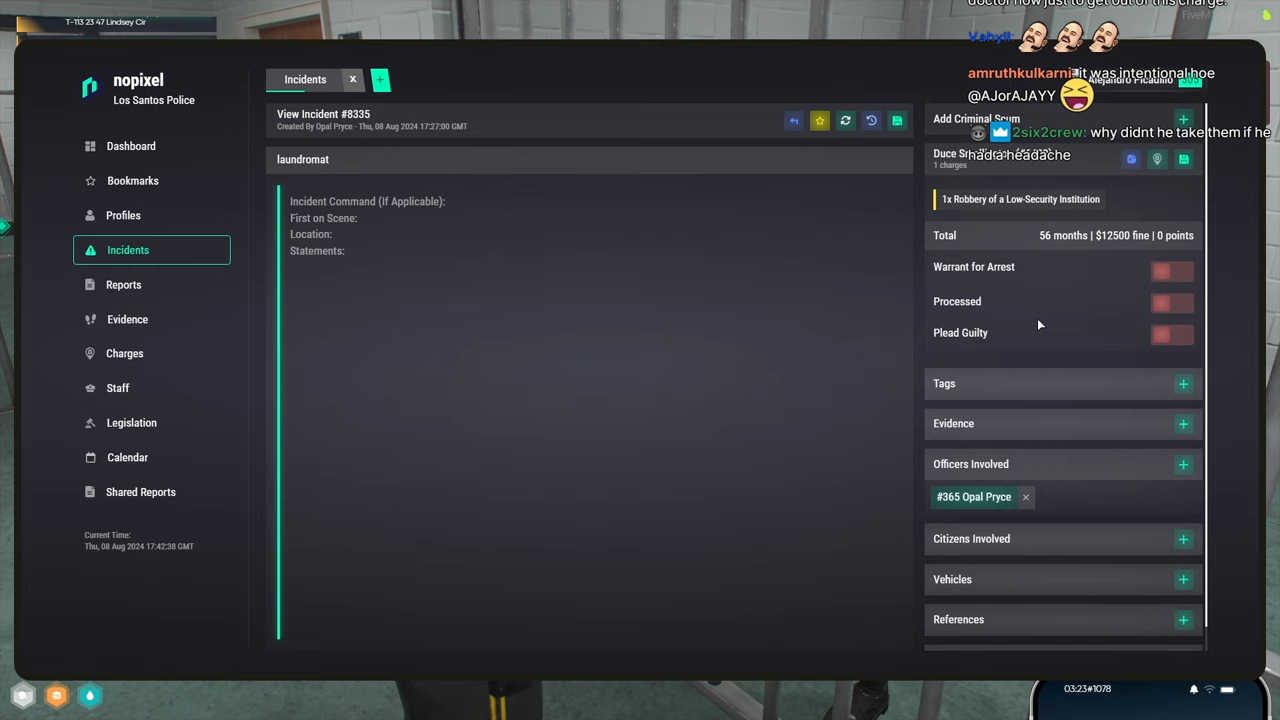 T-113 23 47 Lindsey Cir
doctor now just to get out of this charge.
FiveM
Vahyll:
nopixel
Los Santos Police
Incidents
x
+
amruthkulkarni: it was intentional hoe
@AJorAJAYY
Alejandro Picadillo
305
View Incident #8335
Created By Opal Pryce - Thu, 08 Aug 2024 17:27:00 GMT
Add Criminal Scum
2six2crew: why didnt he take them if he
had a headache
laundromat
Duce
1 charges
Incident Command (If Applicable):
First on Scene:
Location:
Statements:
1x Robbery of a Low-Security Institution
Total
56 months | $12500 fine | 0 points
Warrant for Arrest
Processed
Plead Guilty
Tags
Evidence
Officers Involved
#365 Opal Pryce
Citizens Involved
Vehicles
References
Dashboard
Bookmarks
Profiles
Incidents
Reports
Evidence
Charges
Staff
Legislation
Calendar
Shared Reports
Current Time:
Thu, 08 Aug 2024 17:42:38 GMT
03:23#1078